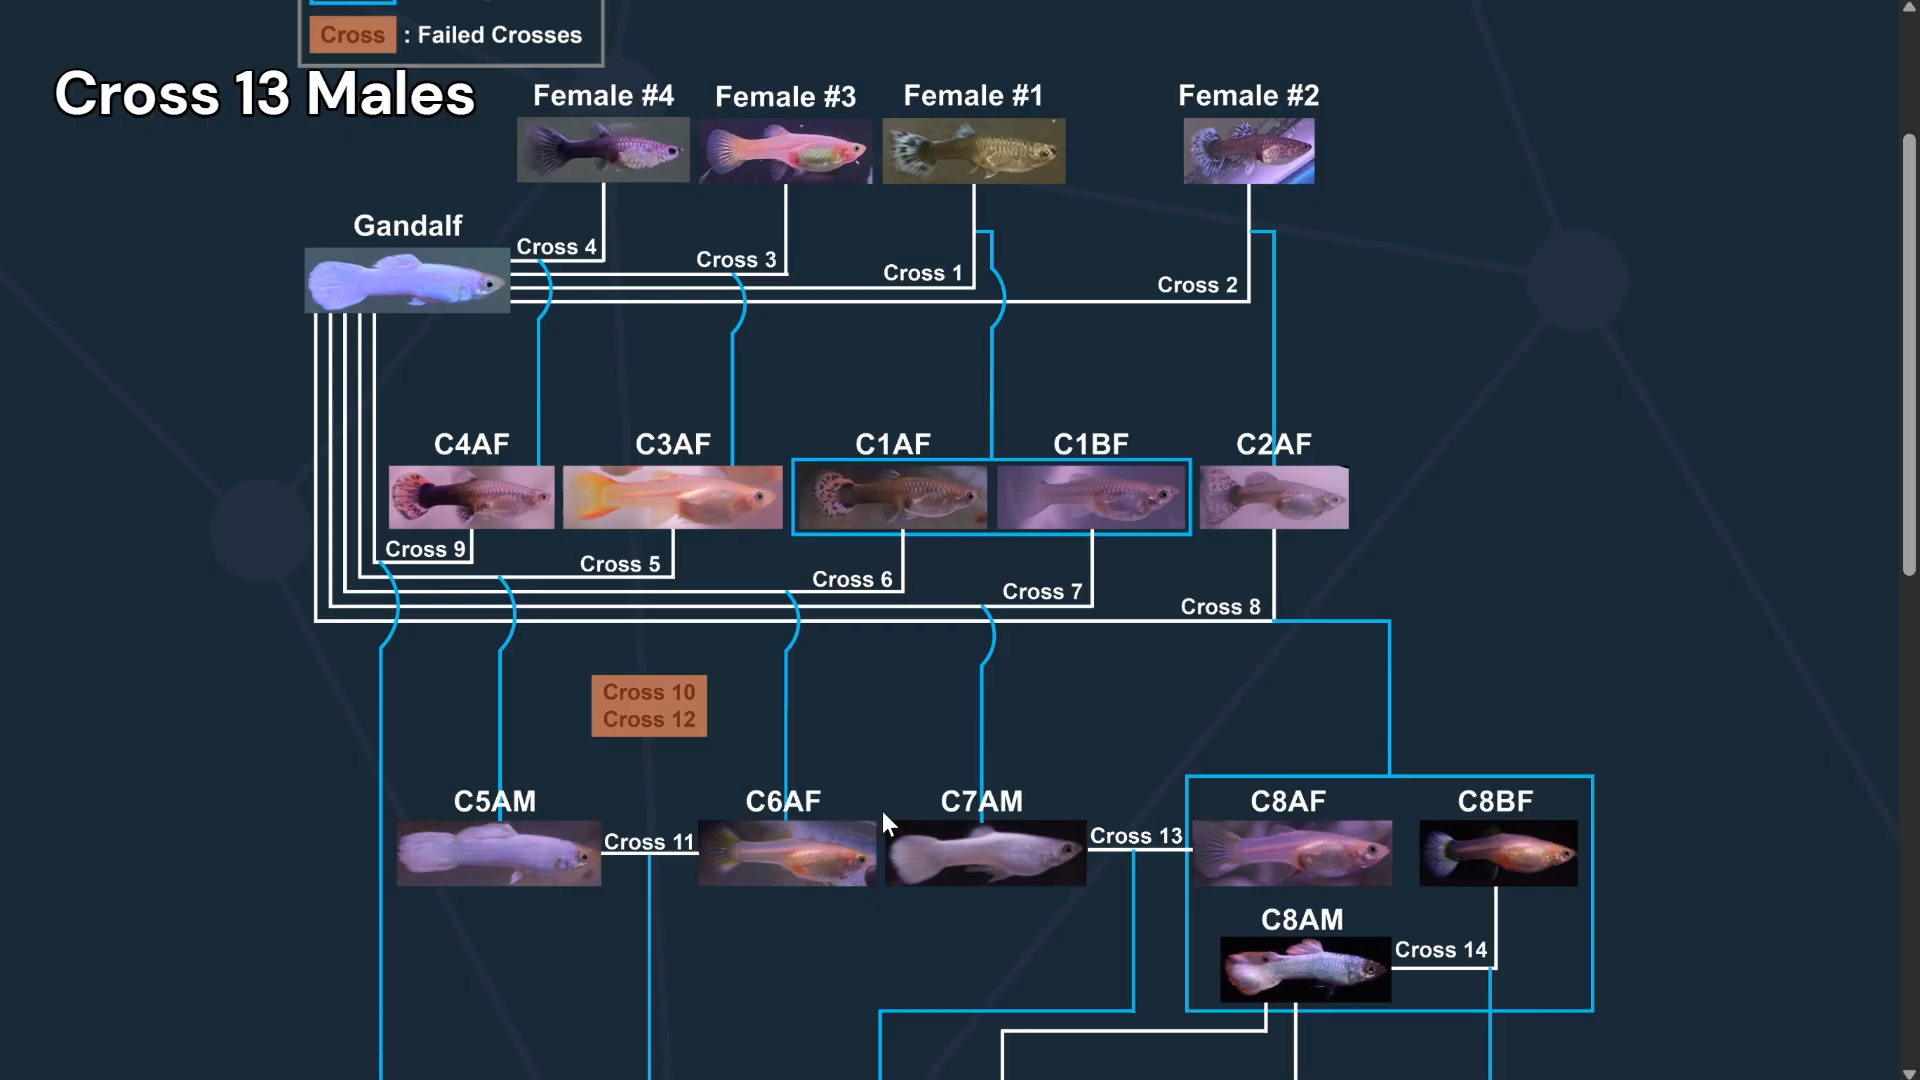 Cross : Failed Crosses
Cross 13 Males
Female #4 Female #3 Female #1 Female #2
Gandalf
Cross 4
Cross 3
Cross 1
Cross 2
C4AF C3AF C1AF C1BF C2AF
Cross 9
Cross 5
Cross 6
Cross 7
Cross 8
Cross 10
Cross 12
C5AM C6AF C7AM C8AF C8BF
Cross 11 Cross 13
C8AM
Cross 14